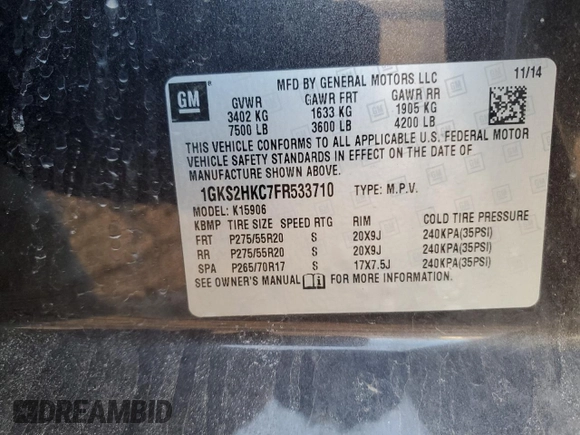 GM
MFD BY GENERAL MOTORS LLC 11/14
GVWR GAWR FRT GAWR RR
3402 KG 1633 KG 1905 KG
7500 LB 3600 LB 4200 LB
THIS VEHICLE CONFORMS TO ALL APPLICABLE U.S. FEDERAL MOTOR
VEHICLE SAFETY STANDARDS IN EFFECT ON THE DATE OF
MANUFACTURE SHOWN ABOVE.
1GKS2HKC7FR533710 TYPE: M.P.V.
MODEL: K15906
KBMP TIRE SIZE SPEED RTG RIM COLD TIRE PRESSURE
FRT P275/55R20 S 20X9J 240KPA(35PSI)
RR P275/55R20 S 20X9J 240KPA(35PSI)
SPA P265/70R17 S 17X7.5J 240KPA(35PSI)
SEE OWNER'S MANUAL FOR MORE INFORMATION
DREAMBID